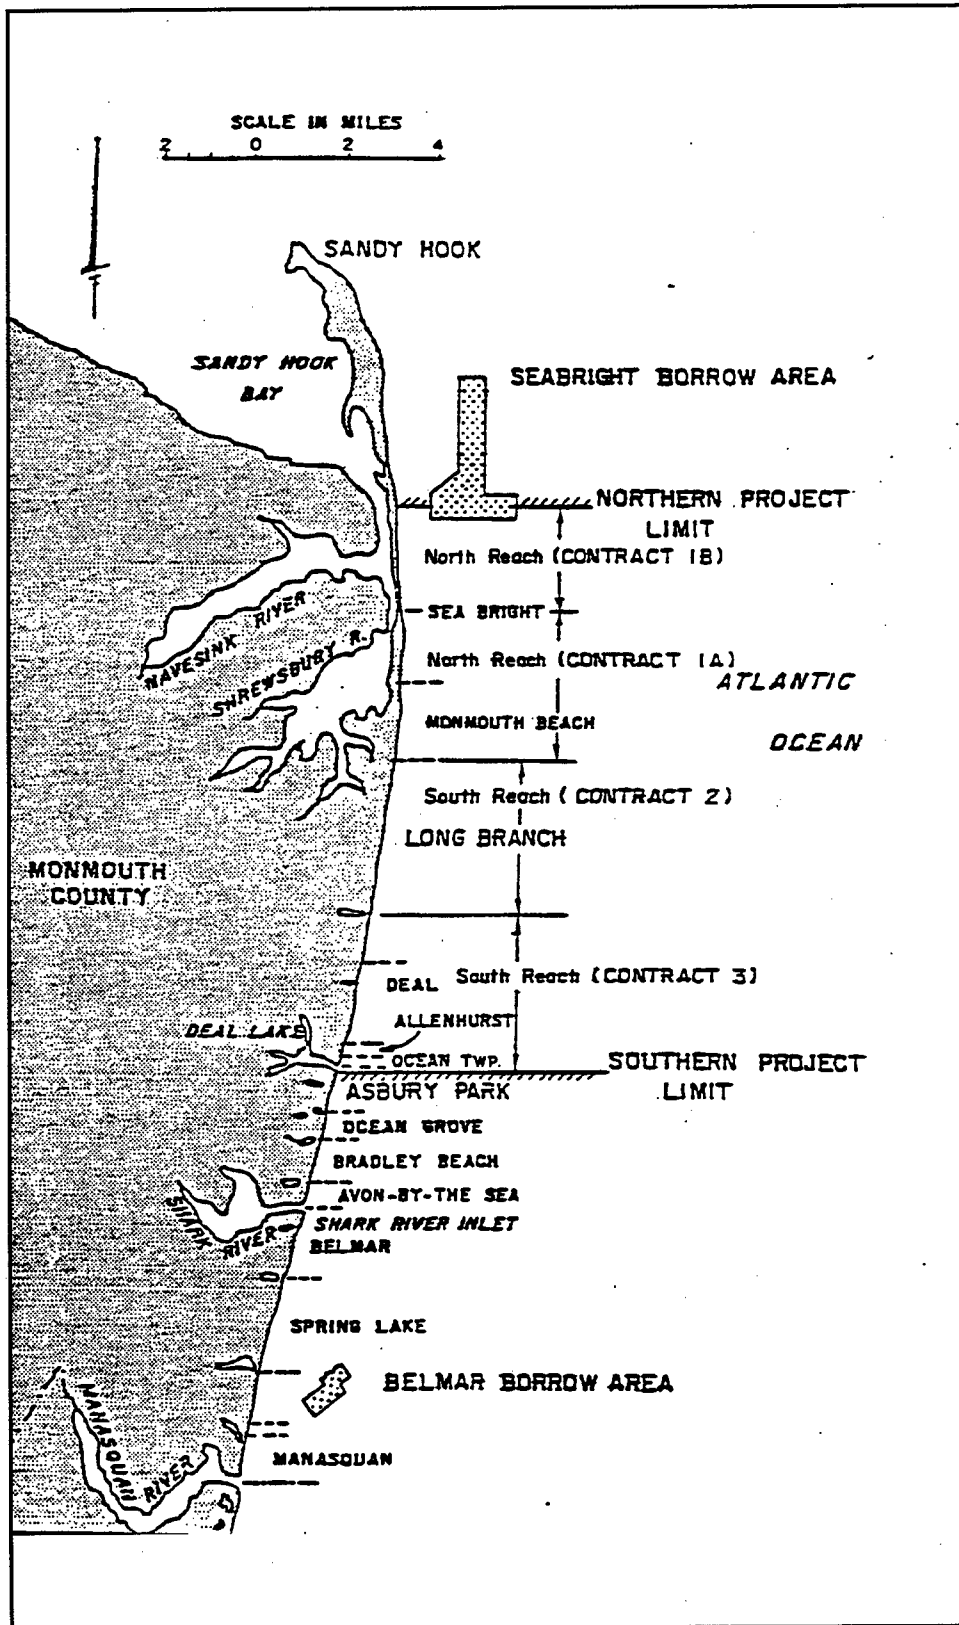 SCALE IN MILES
2 0 2 4
SANDY HOOK
SANDY HOOK
BAY
SEABRIGHT BORROW AREA
NORTHERN PROJECT
LIMIT
North Reach (CONTRACT 1B)
SEA BRIGHT
NAVESINK RIVER
SHREWSBURY R.
North Reach (CONTRACT 1A)
ATLANTIC
OCEAN
MONMOUTH BEACH
South Reach (CONTRACT 2)
LONG BRANCH
MONMOUTH
COUNTY
South Reach (CONTRACT 3)
DEAL
ALLENHURST
DEAL LAKE
OCEAN TWP.
SOUTHERN PROJECT
LIMIT
ASBURY PARK
OCEAN GROVE
BRADLEY BEACH
AVON-BY-THE SEA
SHARK RIVER INLET
SHARK RIVER
BELMAR
SPRING LAKE
BELMAR BORROW AREA
MANASQUAN RIVER
MANASQUAN